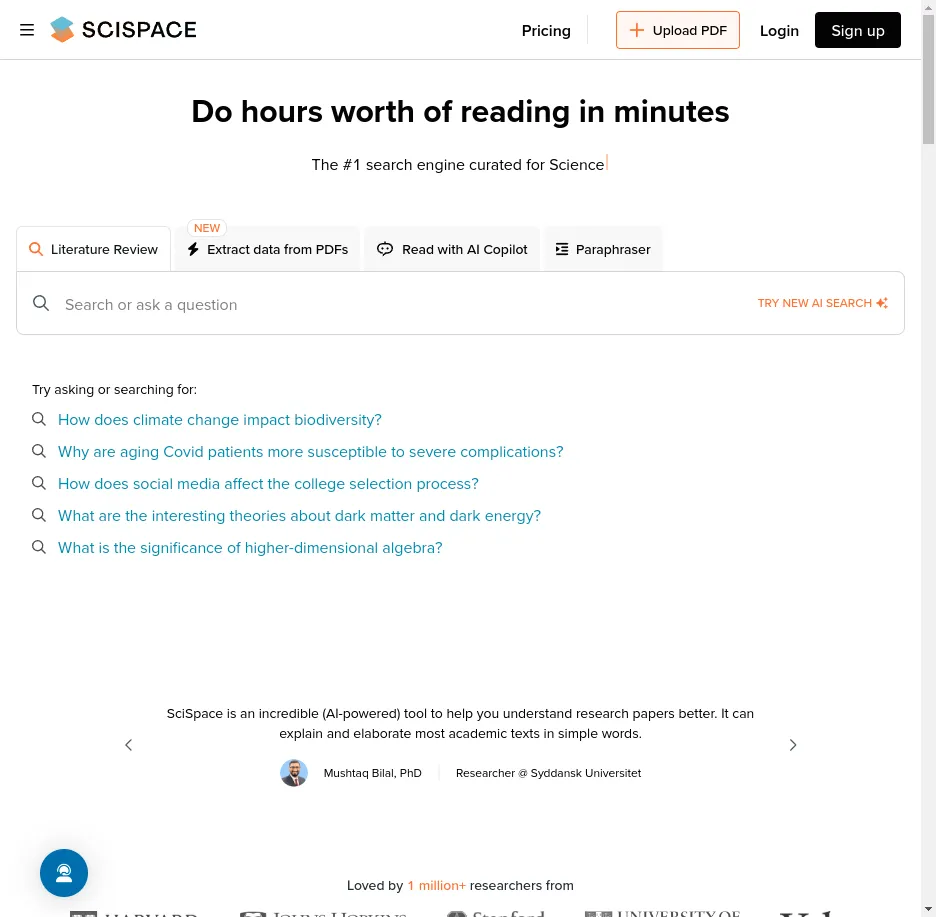 SCISPACE
Pricing
Upload PDF
Login
Sign up
Do hours worth of reading in minutes
The #1 search engine curated for Science
NEW
Literature Review
Extract data from PDFs
Read with AI Copilot
Paraphraser
Search or ask a question
TRY NEW AI SEARCH
Try asking or searching for:
How does climate change impact biodiversity?
Why are aging Covid patients more susceptible to severe complications?
How does social media affect the college selection process?
What are the interesting theories about dark matter and dark energy?
What is the significance of higher-dimensional algebra?
SciSpace is an incredible (AI-powered) tool to help you understand research papers better. It can
explain and elaborate most academic texts in simple words.
Mushtaq Bilal, PhD
Researcher @ Syddansk Universitet
Loved by 1 million+ researchers from
HARVARD
JOHNS HOPKINS
Stanford
UNIVERSITY OF